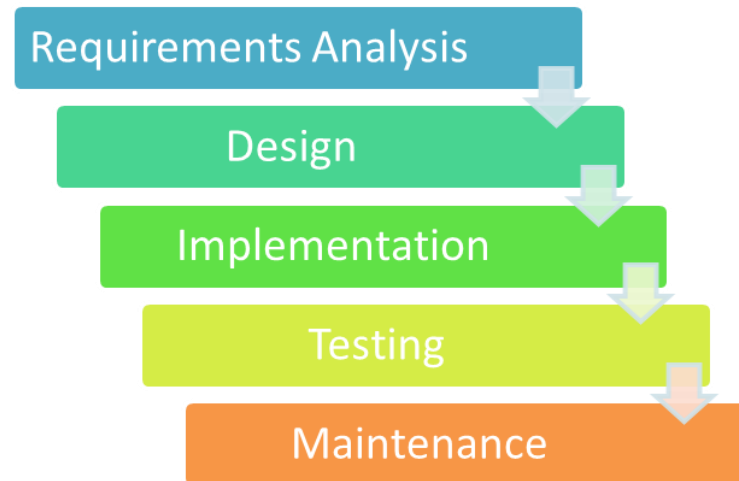 Requirements Analysis
Design
Implementation
Testing
Maintenance